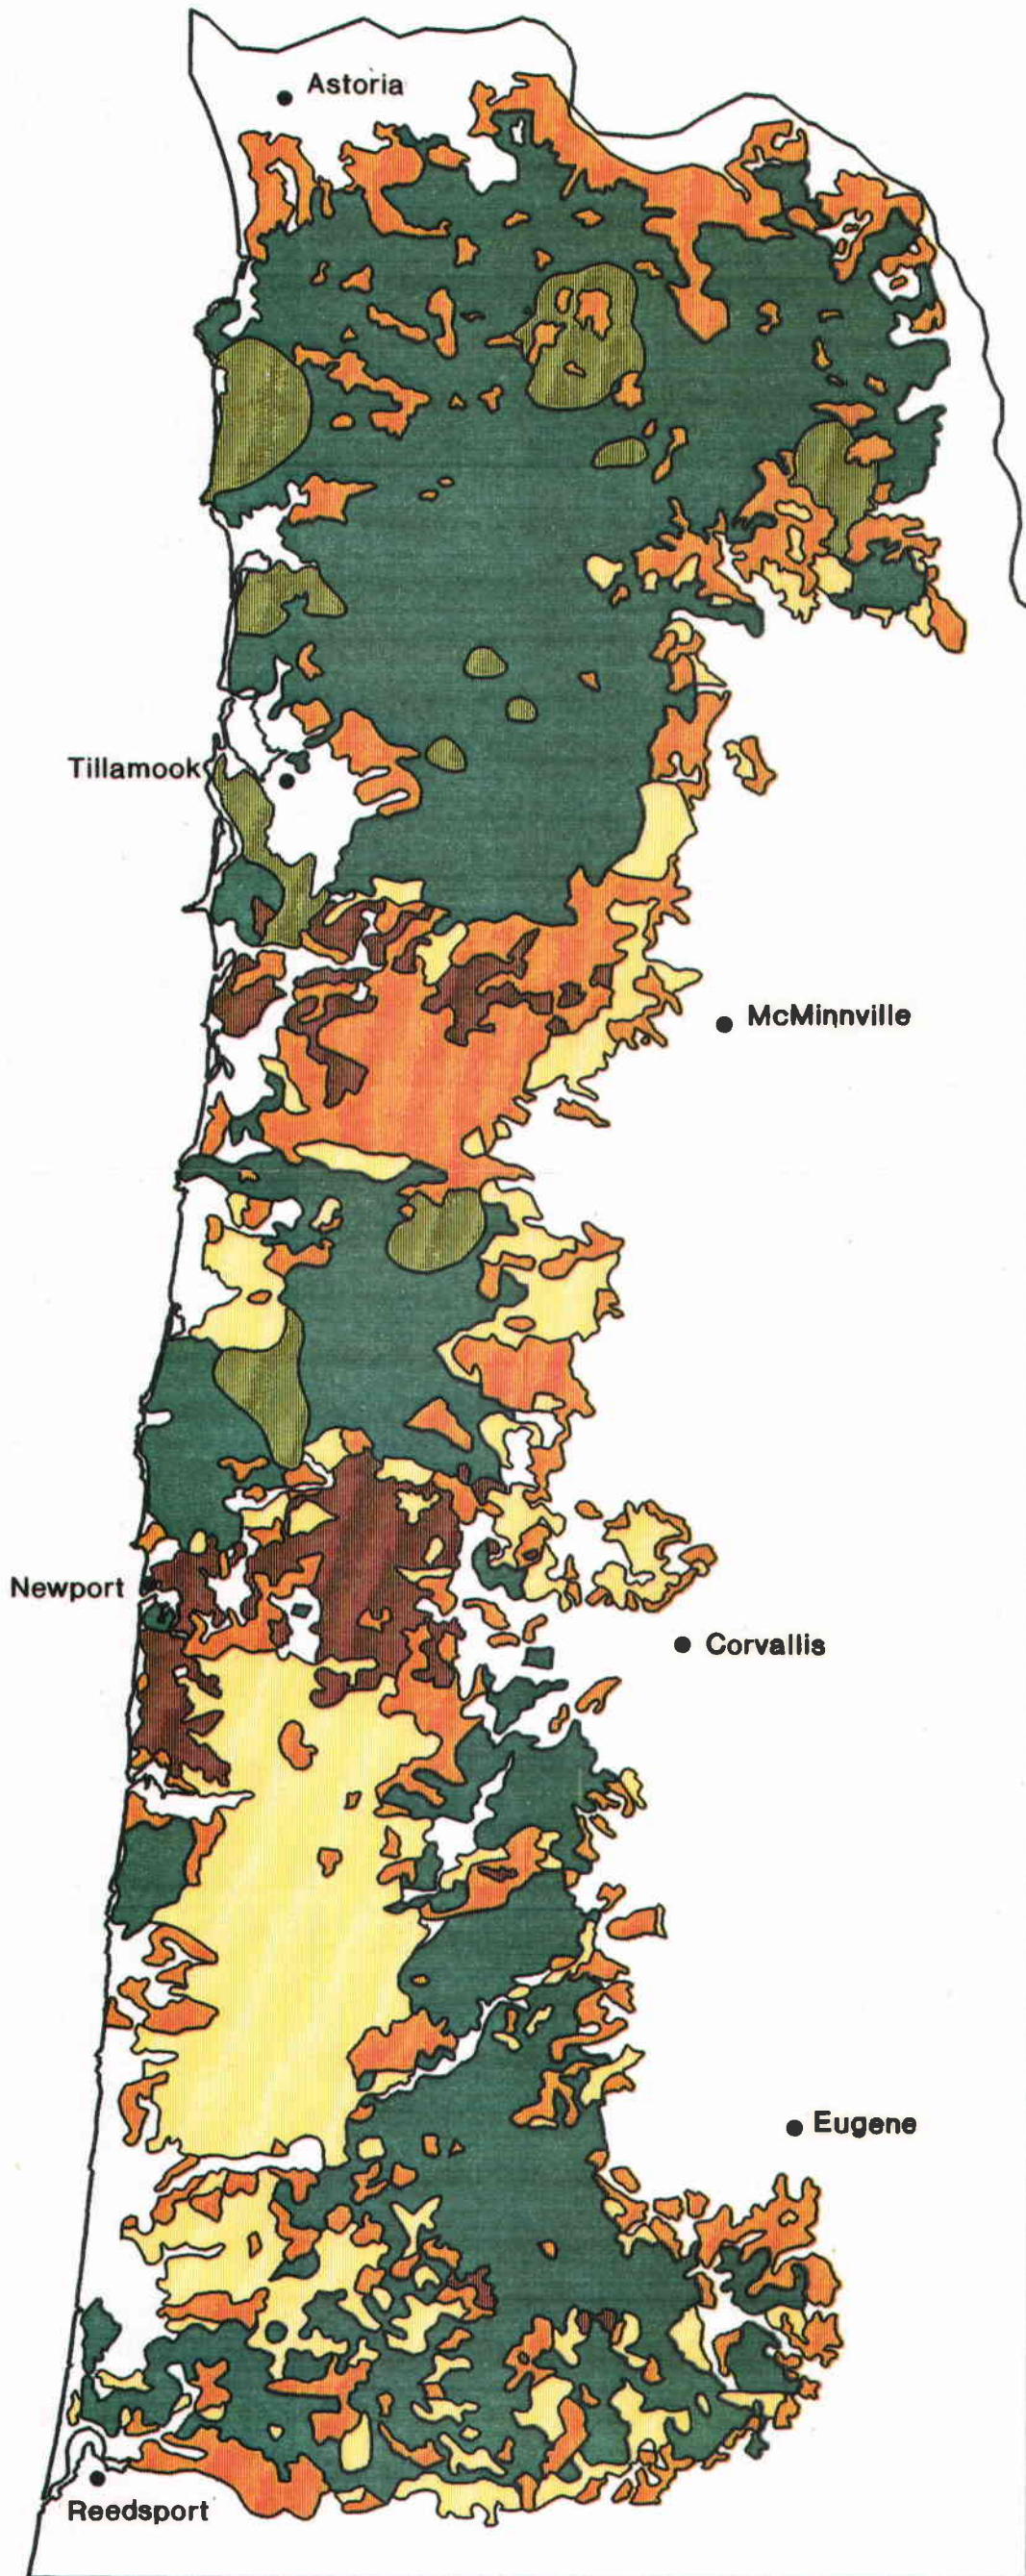 Astoria
Tillamook
McMinnville
Newport
Corvallis
Eugene
Reedsport